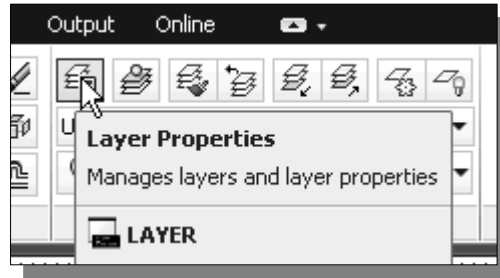 Output Online
U
Layer Properties
Manages layers and layer properties
LAYER